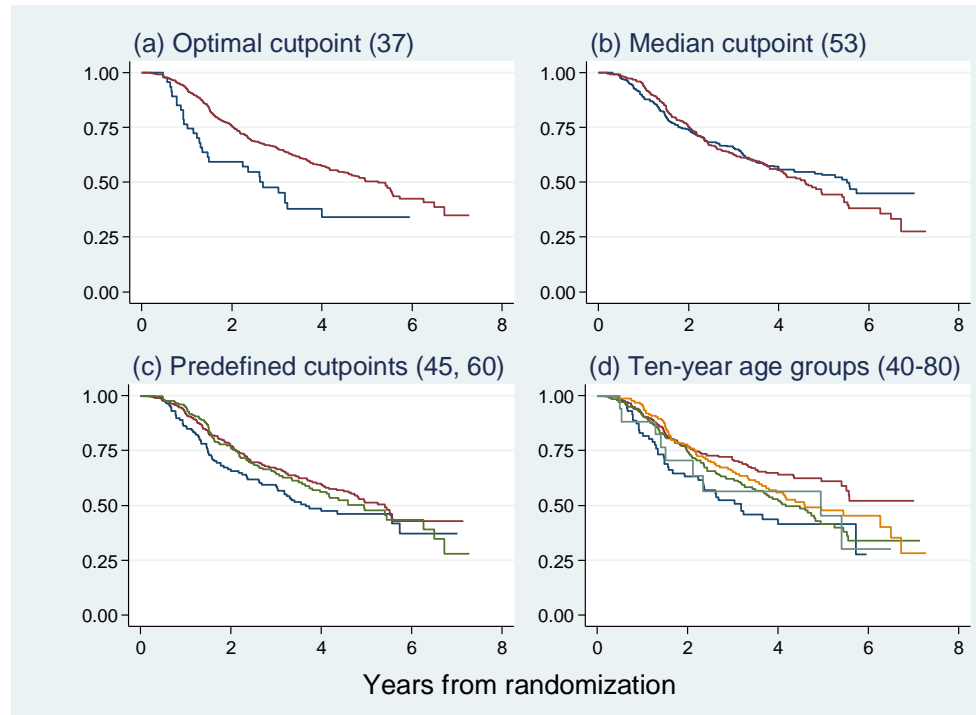 (a) Optimal cutpoint (37)
1.00
0.75
0.50
0.25
0.00
0 2 4 6 8
(b) Median cutpoint (53)
1.00
0.75
0.50
0.25
0.00
0 2 4 6 8
(c) Predefined cutpoints (45, 60)
1.00
0.75
0.50
0.25
0.00
0 2 4 6 8
(d) Ten-year age groups (40-80)
1.00
0.75
0.50
0.25
0.00
0 2 4 6 8
Years from randomization